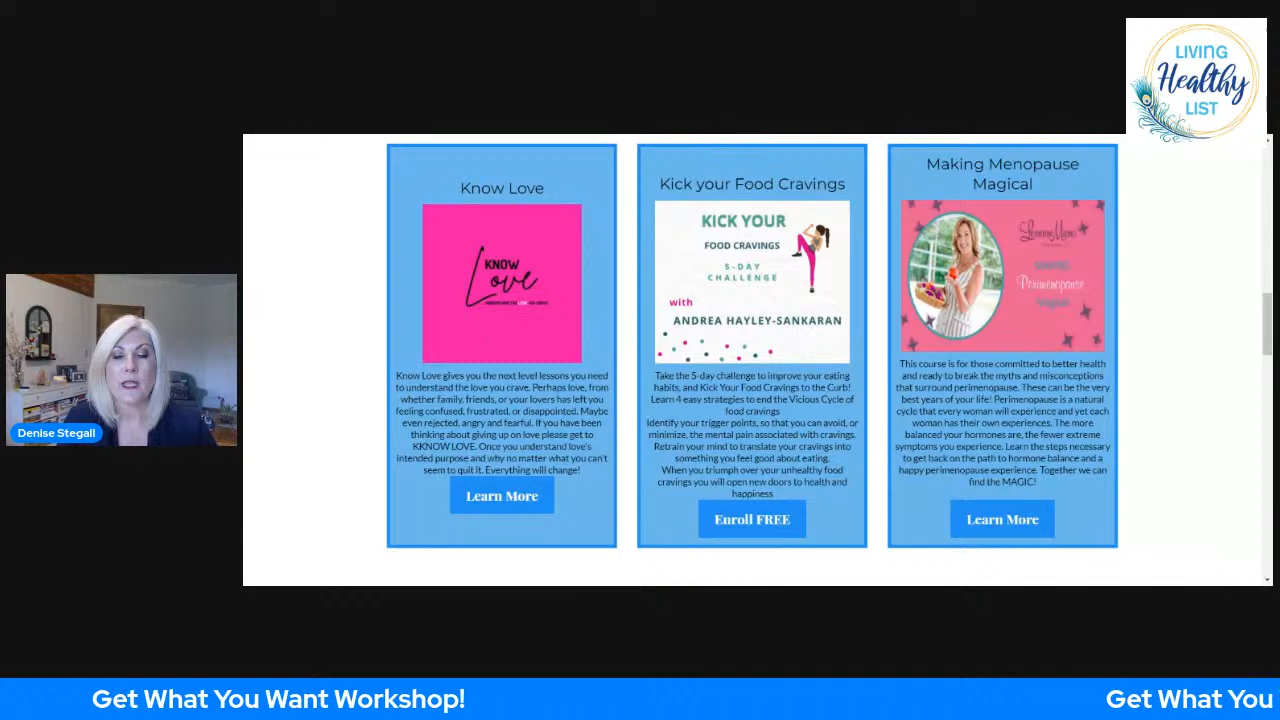 LIVING
Healthy
LIST
Know Love
KNOW
Love
Know Love gives you the next level lessons you need
to understand the love you crave. Perhaps love, from
whether family, friends, or your lovers has left you
feeling confused, frustrated, or disappointed. Maybe
even rejected, angry and fearful. If you have been
thinking about giving up on love please get to
KKNOW LOVE. Once you understand love's
intended purpose and why no matter what you can't
seem to quit it. Everything will change!
Learn More
Kick your Food Cravings
KICK YOUR
FOOD CRAVINGS
5-DAY
CHALLENGE
with
ANDREA HAYLEY-SANKARAN
Take the 5-day challenge to improve your eating
habits, and Kick Your Food Cravings to the Curb!
Learn 4 easy strategies to end the Vicious Cycle of
food cravings
Identify your trigger points, so that you can avoid, or
minimize, the mental pain associated with cravings.
Retrain your mind to translate your cravings into
something you feel good about eating.
When you triumph over your unhealthy food
cravings you will open new doors to health and
happiness
Enroll FREE
Making Menopause
Magical
Perimenopause
This course is for those committed to better health
and ready to break the myths and misconceptions
that surround perimenopause. These can be the very
best years of your life! Perimenopause is a natural
cycle that every woman will experience and yet each
woman has their own experiences. The more
balanced your hormones are, the fewer extreme
symptoms you experience. Learn the steps necessary
to get back on the path to hormone balance and a
happy perimenopause experience. Together we can
find the MAGIC!
Learn More
Denise Stegall
Get What You Want Workshop!
Get What You